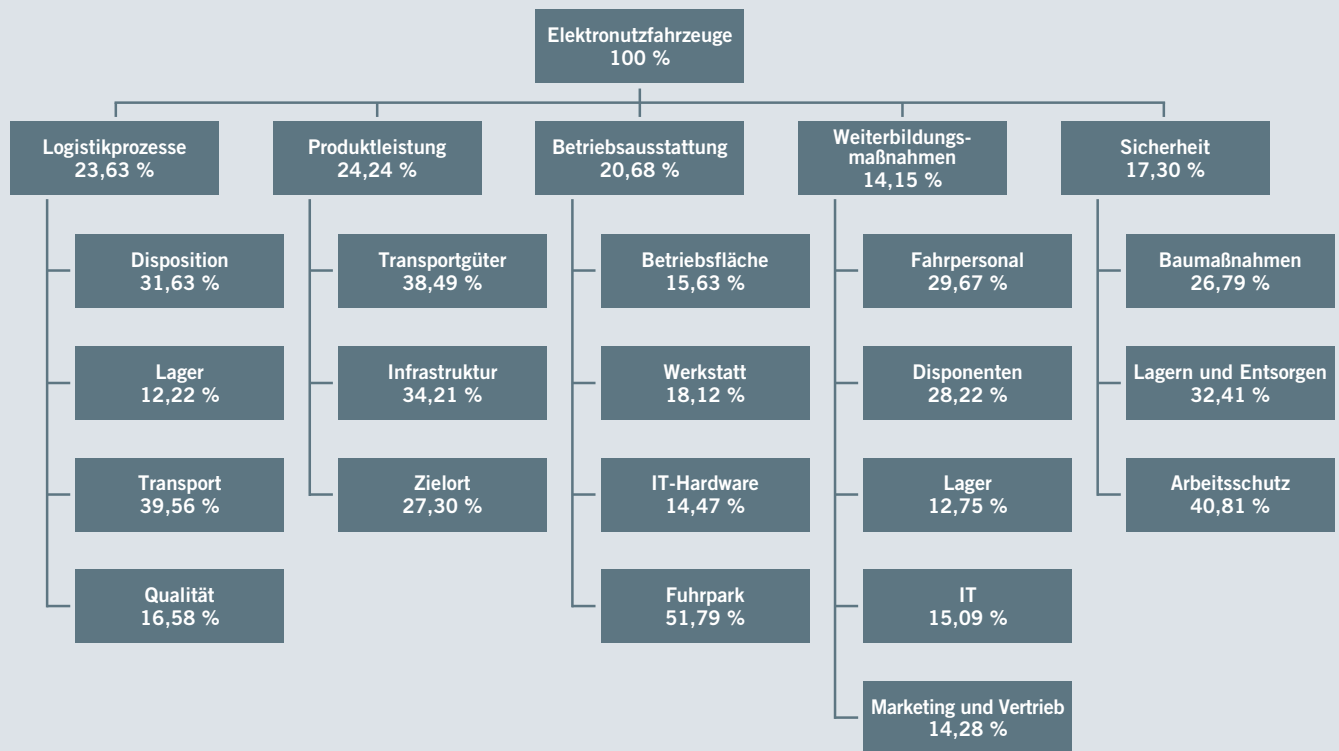 Elektronutzfahrzeuge
100 %
Logistikprozesse
23,63 %
Produktleistung
24,24 %
Betriebsausstattung
20,68 %
Weiterbildungs-
maßnahmen
14,15 %
Sicherheit
17,30 %
Disposition
31,63 %
Transportgüter
38,49 %
Betriebsfläche
15,63 %
Fahrpersonal
29,67 %
Baumaßnahmen
26,79 %
Lager
12,22 %
Infrastruktur
34,21 %
Werkstatt
18,12 %
Disponenten
28,22 %
Lagern und Entsorgen
32,41 %
Transport
39,56 %
Zielort
27,30 %
IT-Hardware
14,47 %
Lager
12,75 %
Arbeitsschutz
40,81 %
Qualität
16,58 %
Fuhrpark
51,79 %
IT
15,09 %
Marketing und Vertrieb
14,28 %